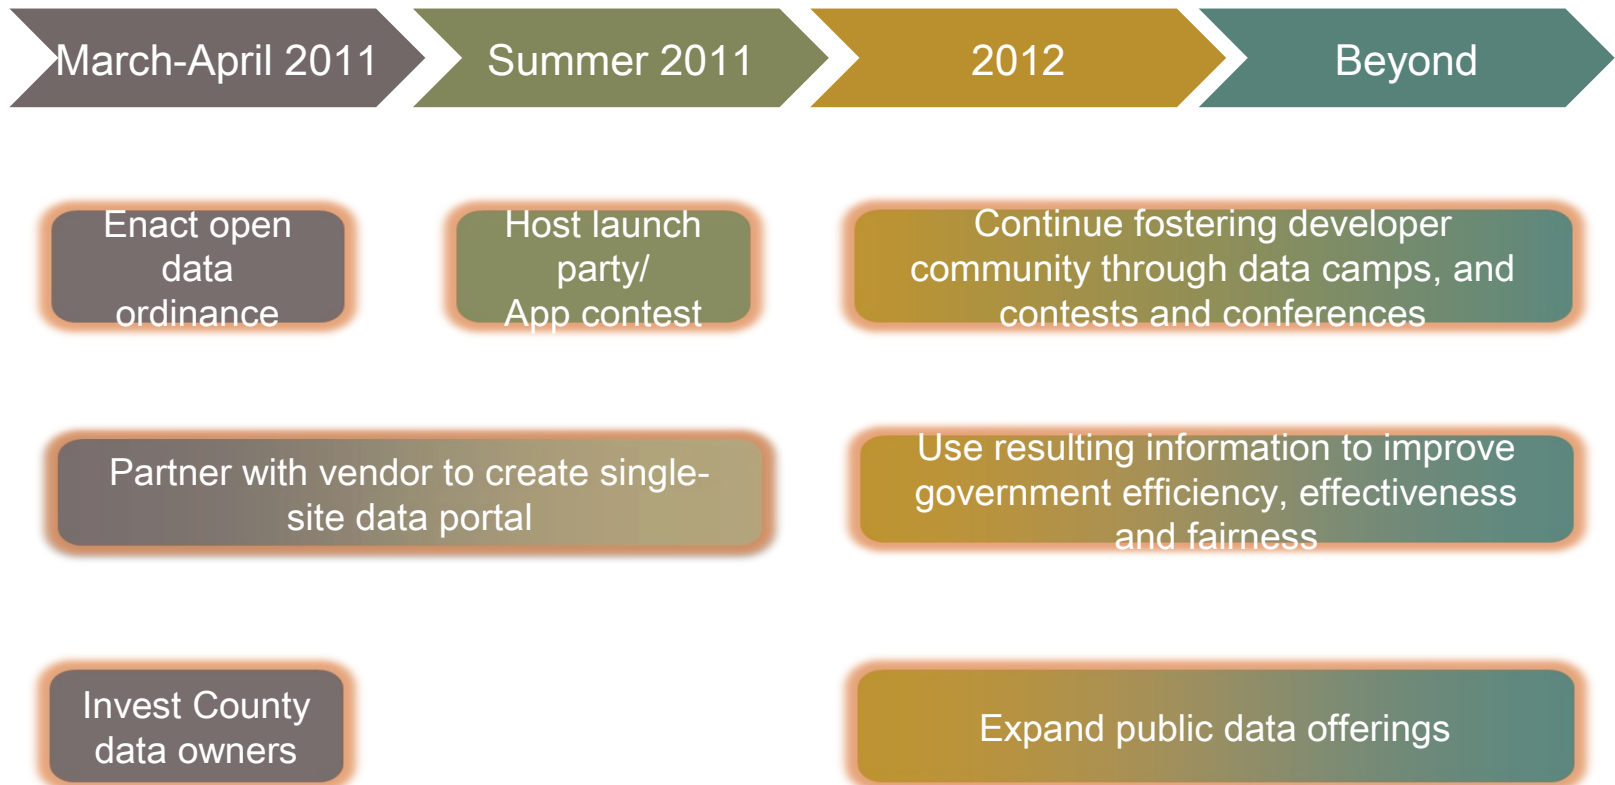 March-April 2011
Summer 2011
2012
Beyond
Enact open
data
ordinance
Host launch
party/
App contest
Continue fostering developer
community through data camps, and
contests and conferences
Partner with vendor to create single-
site data portal
Use resulting information to improve
government efficiency, effectiveness
and fairness
Invest County
data owners
Expand public data offerings